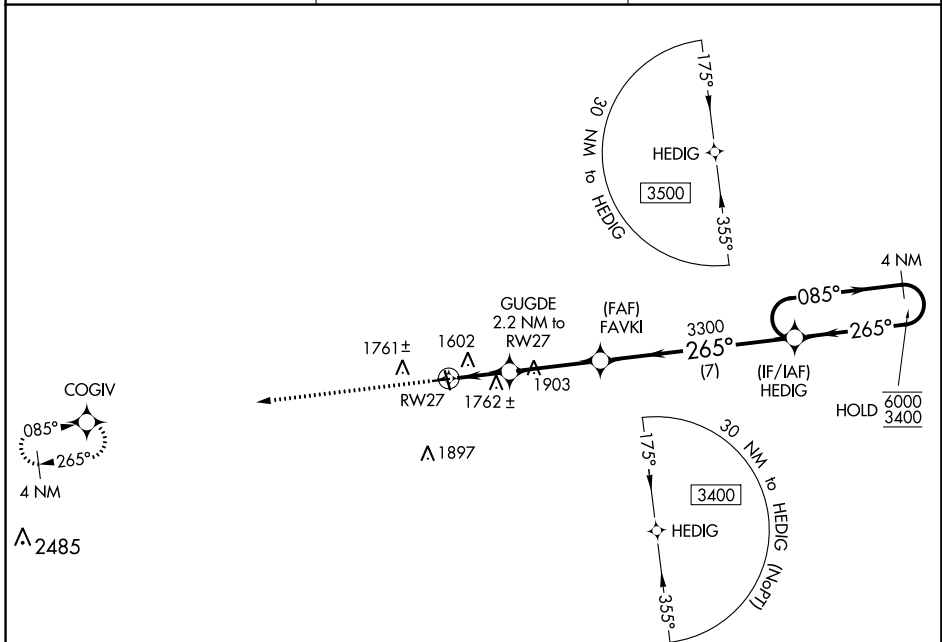 175°
30 NM to HEDIG
HEDIG
3500
355°
4 NM
085°
265°
GUGDE
2.2 NM to
RW27
(FAF)
FAVKI
3300
265°
(7)
(IF/IAF)
HEDIG
HOLD 6000
3400
1761±
1602
1903
RW27
1762 ±
COGIV
085°
265°
4 NM
1897
2485
175°
30 NM to HEDIG (NoPT)
3400
HEDIG
355°